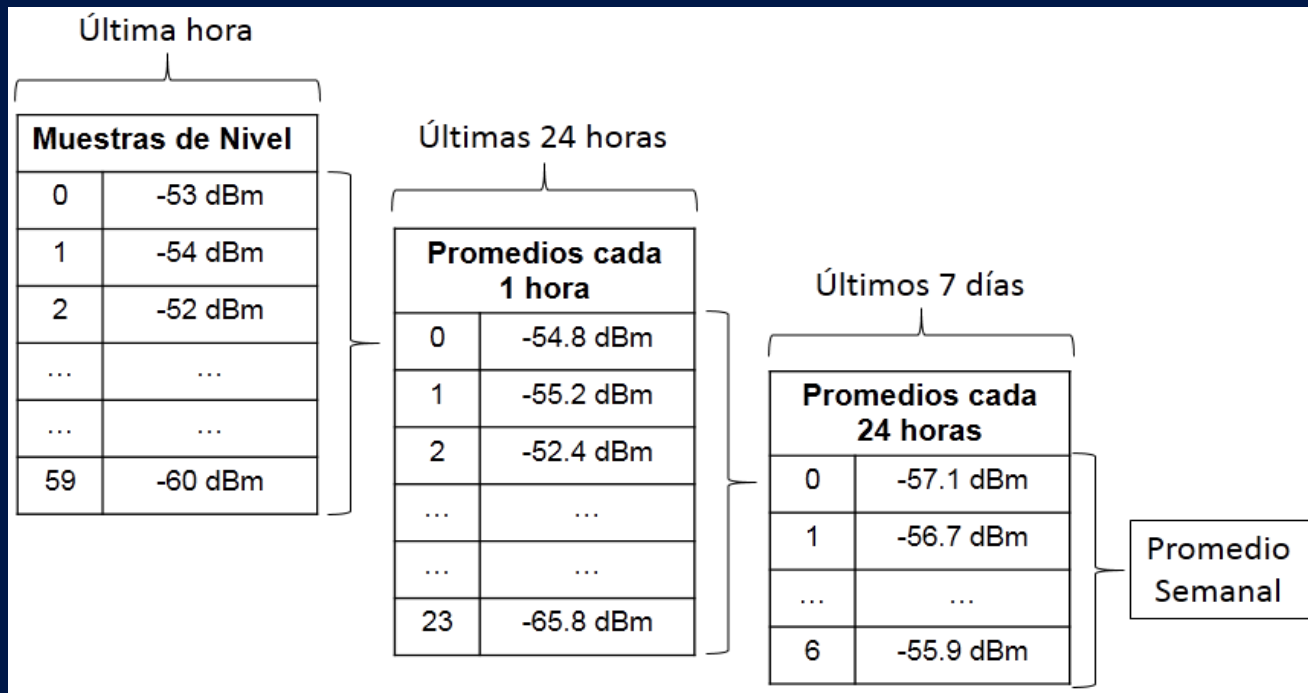 Última hora
Muestras de Nivel
0 -53 dBm
1 -54 dBm
2 -52 dBm
... ...
... ...
59 -60 dBm
Últimas 24 horas
Promedios cada
1 hora
0 -54.8 dBm
1 -55.2 dBm
2 -52.4 dBm
... ...
... ...
23 -65.8 dBm
Últimos 7 días
Promedios cada
24 horas
0 -57.1 dBm
1 -56.7 dBm
... ...
6 -55.9 dBm
Promedio
Semanal